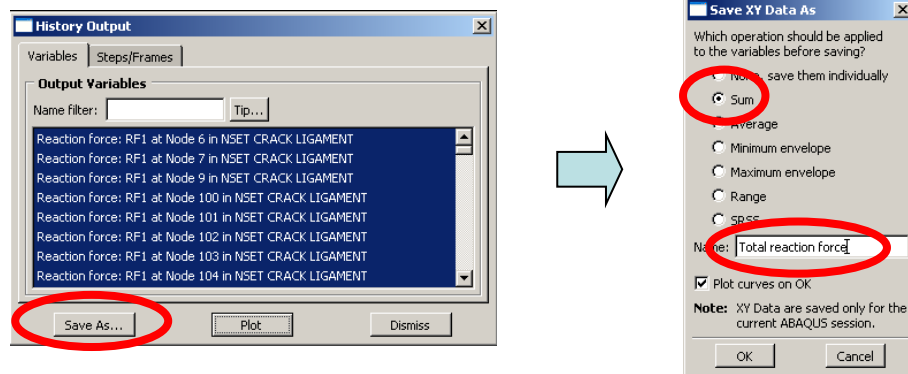 History Output
Variables
Steps/Frames
Output Variables
Name filter:
Tip...
Reaction force: RF1 at Node 6 in NSET CRACK LIGAMENT
Reaction force: RF1 at Node 7 in NSET CRACK LIGAMENT
Reaction force: RF1 at Node 9 in NSET CRACK LIGAMENT
Reaction force: RF1 at Node 100 in NSET CRACK LIGAMENT
Reaction force: RF1 at Node 101 in NSET CRACK LIGAMENT
Reaction force: RF1 at Node 102 in NSET CRACK LIGAMENT
Reaction force: RF1 at Node 103 in NSET CRACK LIGAMENT
Reaction force: RF1 at Node 104 in NSET CRACK LIGAMENT
Save As...
Plot
Dismiss
Save XY Data As
Which operation should be applied
to the variables before saving?
None, save them individually
Sum
Average
Minimum envelope
Maximum envelope
Range
SRSS
Name: Total reaction force
Plot curves on OK
Note: XY Data are saved only for the
current ABAQUS session.
OK
Cancel